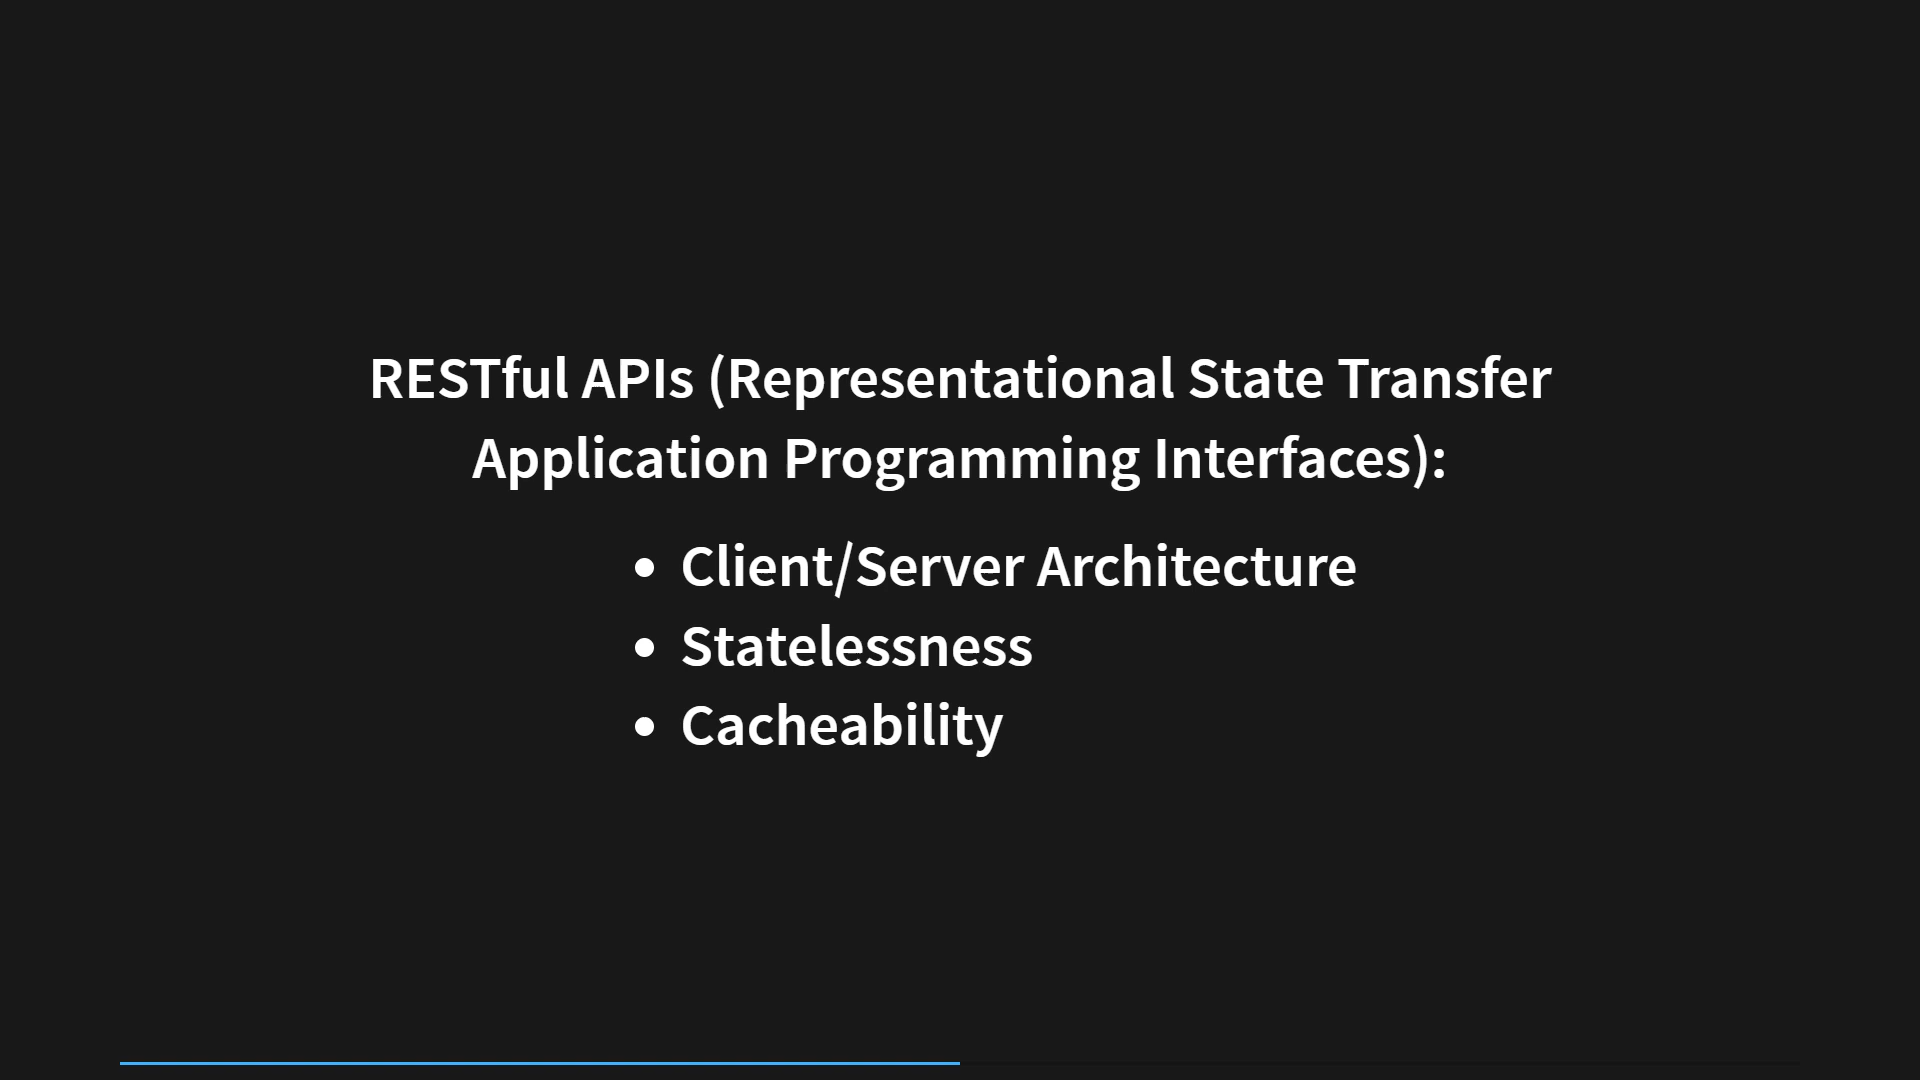 RESTful APIs (Representational State Transfer
Application Programming Interfaces):
• Client/Server Architecture
• Statelessness
• Cacheability